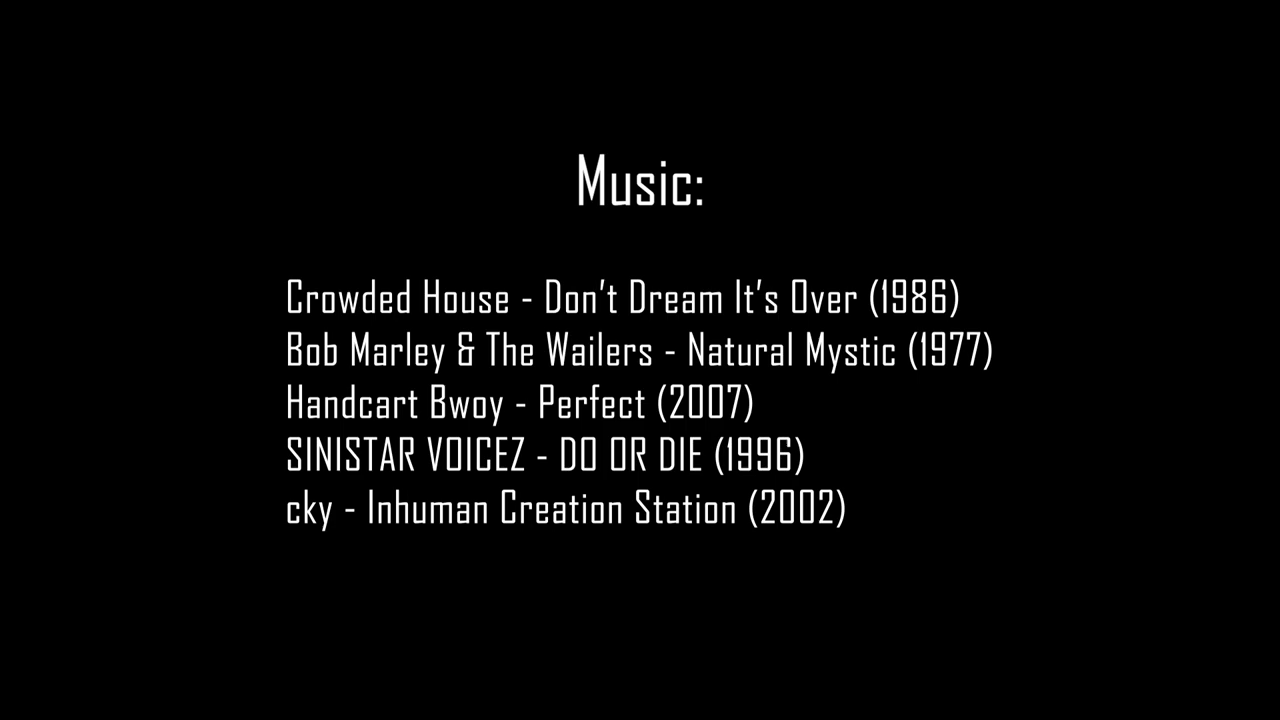 Music:
Crowded House - Don't Dream It's Over (1986)
Bob Marley & The Wailers - Natural Mystic (1977)
Handcart Bwoy - Perfect (2007)
SINISTAR VOICEZ - DO OR DIE (1996)
cky - Inhuman Creation Station (2002)